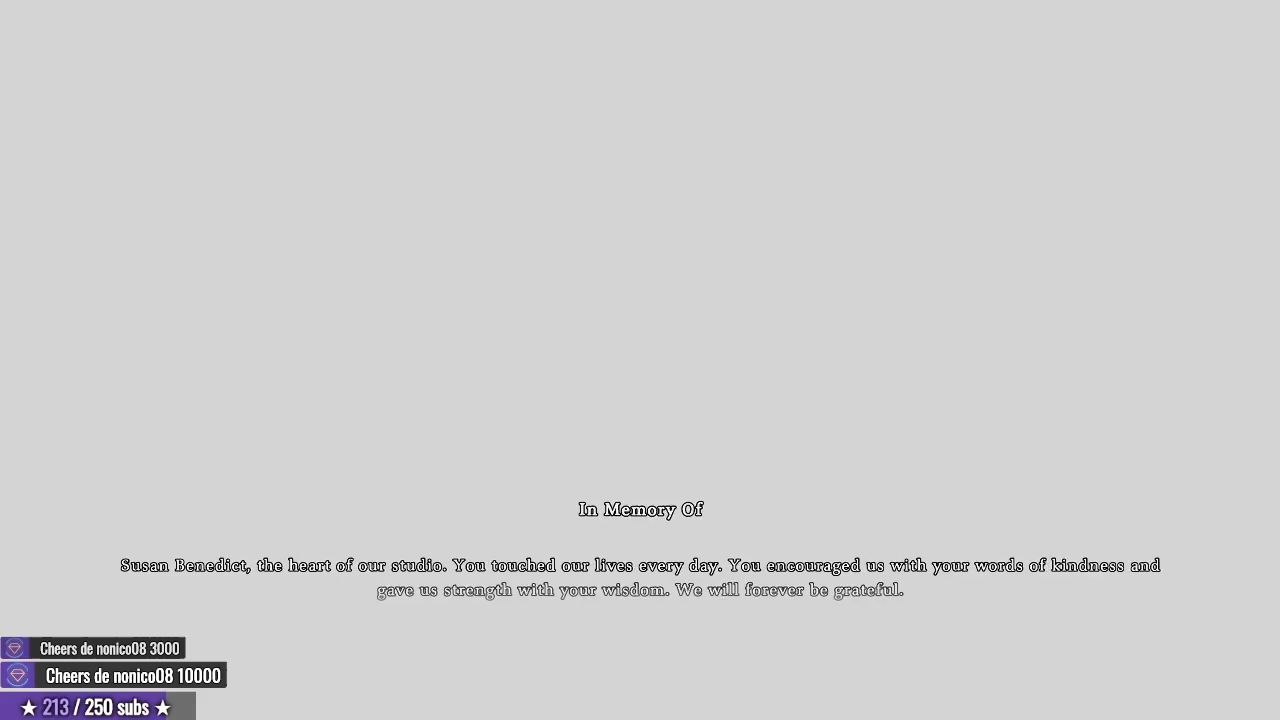 In Memory Of
Susan Benedict, the heart of our studio. You touched our lives every day. You encouraged us with your words of kindness and
gave us strength with your wisdom. We will forever be grateful.
Cheers de nonico08 3000
Cheers de nonico08 10000
★ 213 / 250 subs ★